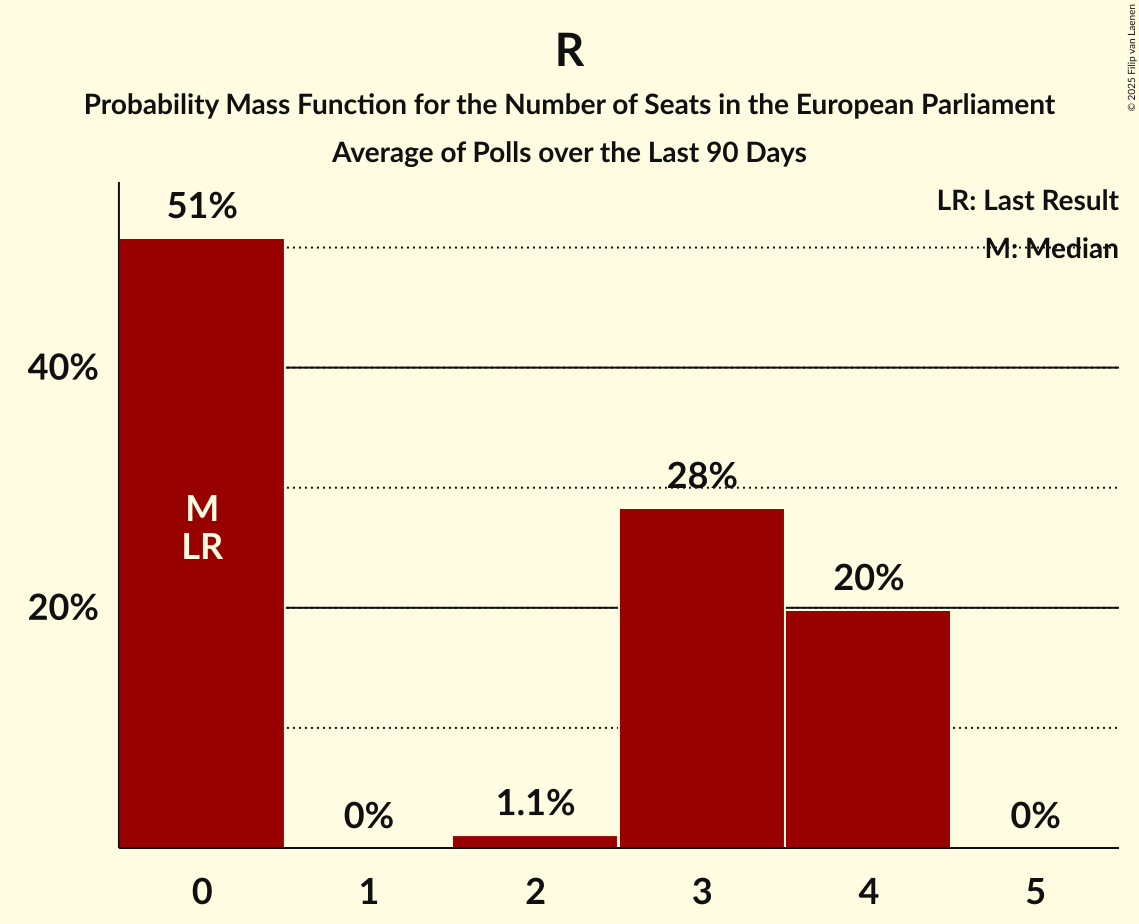 R
Probability Mass Function for the Number of Seats in the European Parliament
Average of Polls over the Last 90 Days
© 2025 Filip van Laenen
LR: Last Result
M: Median
51%
40%
28%
M
LR
20%
20%
1.1%
0%
0%
0 1 2 3 4 5